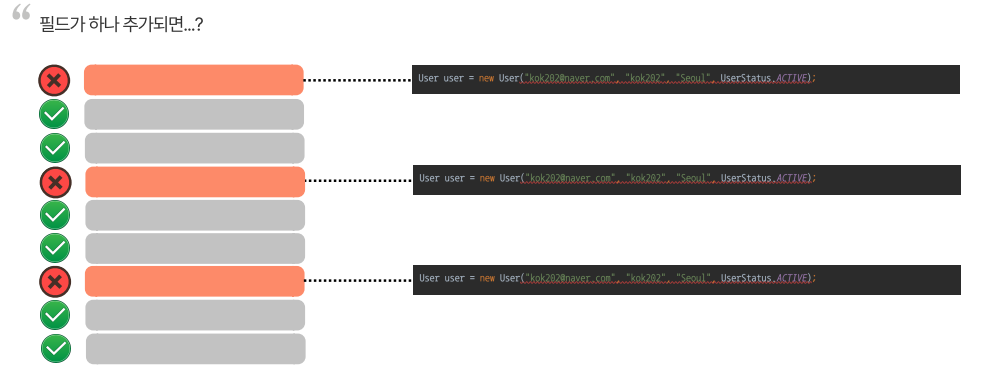 “ 필드가 하나 추가되면...?
User user = new User("kok202@naver.com", "kok202", "Seoul", UserStatus.ACTIVE);
User user = new User("kok202@naver.com", "kok202", "Seoul", UserStatus.ACTIVE);
User user = new User("kok202@naver.com", "kok202", "Seoul", UserStatus.ACTIVE);